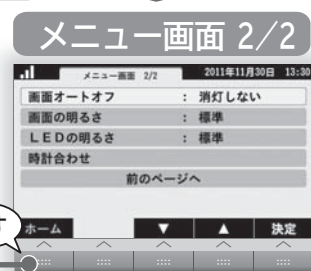 メニュー画面 2/2
メニュー画面 2/2 2011年11月30日 13:30
画面オートオフ : 消灯しない
画面の明るさ : 標準
LEDの明るさ : 標準
時計合わせ
前のページへ
ホーム ▼ ▲ 決定
す